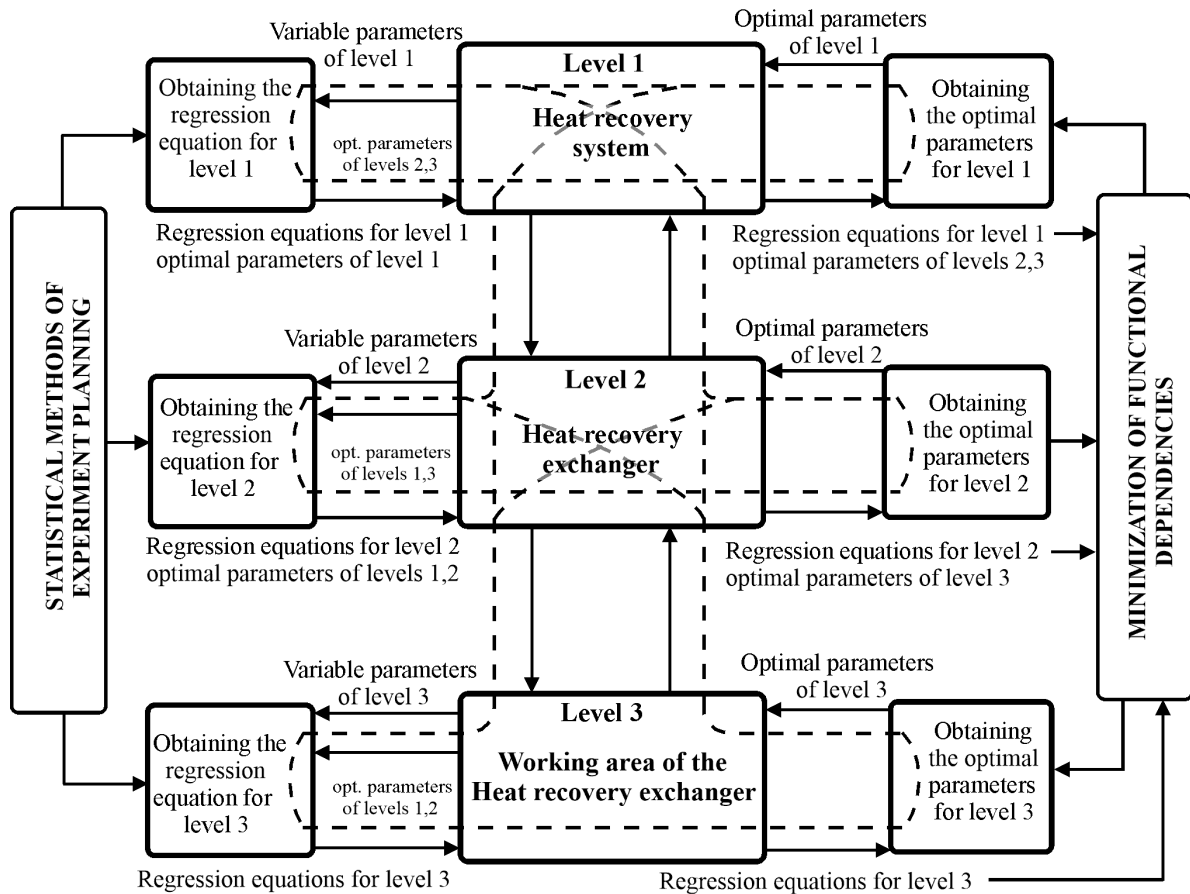 Variable parameters
of level 1
Optimal parameters
of level 1
Level 1
Heat recovery
system
Obtaining the
regression
equation for
level 1
opt. parameters
of levels 2,3
Obtaining
the optimal
parameters
for level 1
Regression equations for level 1
optimal parameters of level 1
Regression equations for level 1
optimal parameters of levels 2,3
STATISTICAL METHODS OF
EXPERIMENT PLANNING
MINIMIZATION OF FUNCTIONAL
DEPENDENCIES
Variable parameters
of level 2
Optimal parameters
of level 2
Level 2
Heat recovery
exchanger
Obtaining the
regression
equation for
level 2
opt. parameters
of levels 1,3
Obtaining
the optimal
parameters
for level 2
Regression equations for level 2
optimal parameters of levels 1,2
Regression equations for level 2
optimal parameters of level 3
Variable parameters
of level 3
Optimal parameters
of level 3
Level 3
Working area of the
Heat recovery exchanger
Obtaining the
regression
equation for
level 3
opt. parameters
of levels 1,2
Obtaining
the optimal
parameters
for level 3
Regression equations for level 3
Regression equations for level 3